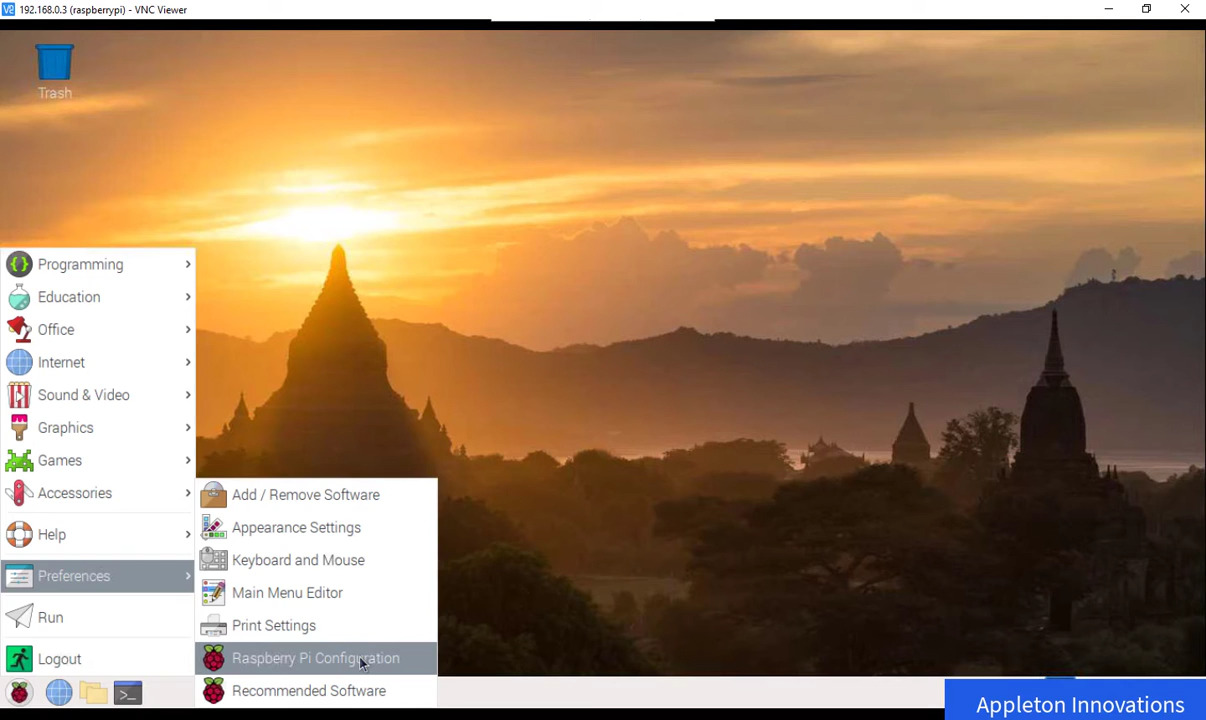 192.168.0.3 (raspberrypi) - VNC Viewer
Trash
Programming
Education
Office
Internet
Sound & Video
Graphics
Games
Accessories
Help
Preferences
Run
Logout
Add / Remove Software
Appearance Settings
Keyboard and Mouse
Main Menu Editor
Print Settings
Raspberry Pi Configuration
Recommended Software
Appleton Innovations